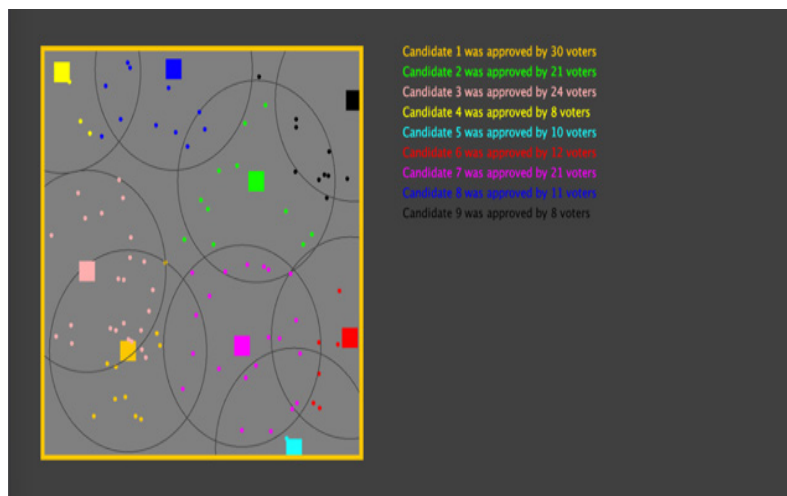 Candidate 1 was approved by 30 voters
Candidate 2 was approved by 21 voters
Candidate 3 was approved by 24 voters
Candidate 4 was approved by 8 voters
Candidate 5 was approved by 10 voters
Candidate 6 was approved by 12 voters
Candidate 7 was approved by 21 voters
Candidate 8 was approved by 11 voters
Candidate 9 was approved by 8 voters